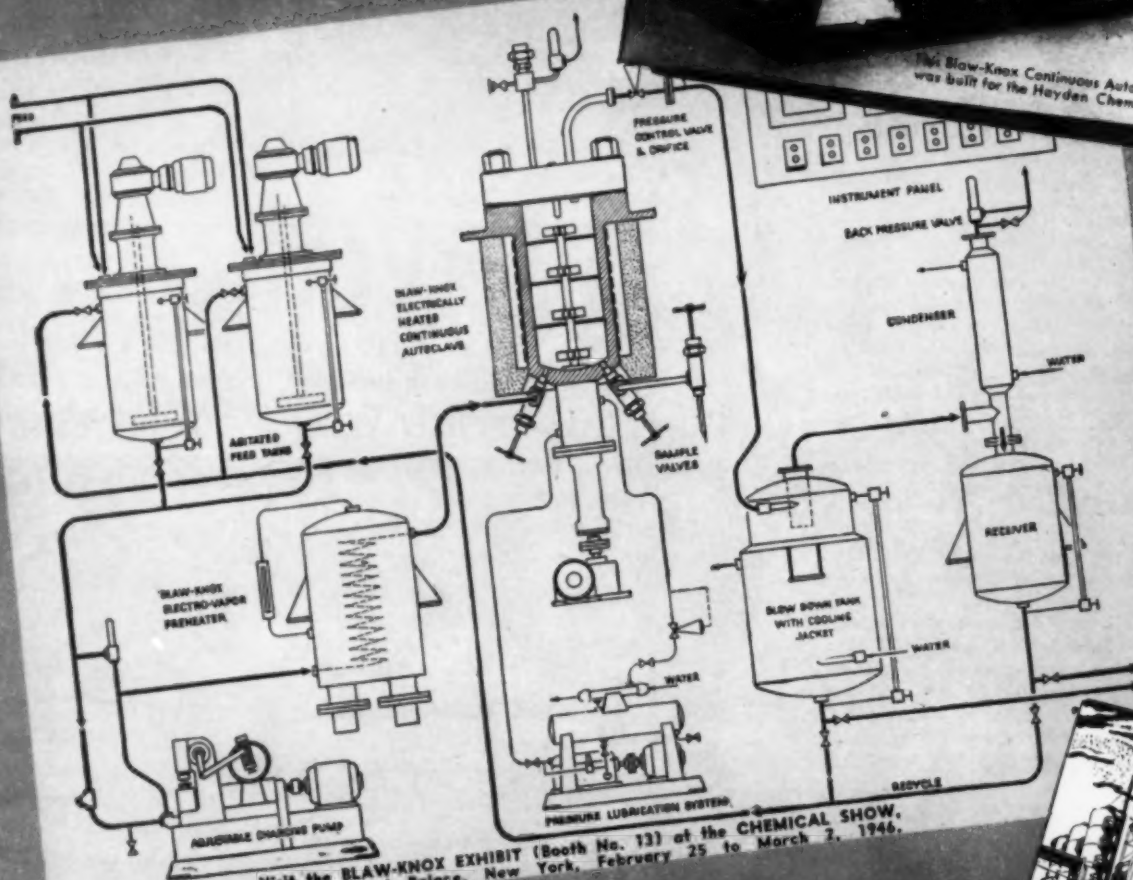 This Blaw-Knox Continuous
was built for the Heyden Chem
FEED
PRESSURE
CONTROL VALVE
& ORIFICE
INSTRUMENT PANEL
BACK PRESSURE VALVE
BLAW-KNOX
ELECTRICALLY
HEATED
CONTINUOUS
AUTOCLAVE
CONDENSER
WATER
AGITATED
FEED TANKS
SAMPLE
VALVES
RECEIVER
BLAW-KNOX
ELECTRO-VAPOR
PREHEATER
BLOW DOWN TANK
WITH COOLING
JACKET
WATER
WATER
RECYCLE
PRESSURE LUBRICATION SYSTEM
ADJUSTABLE CHARGING PUMP
Visit the BLAW-KNOX EXHIBIT (Booth No. 13) at the CHEMICAL SHOW,
Palace, New York, February 25 to March 2, 1946.